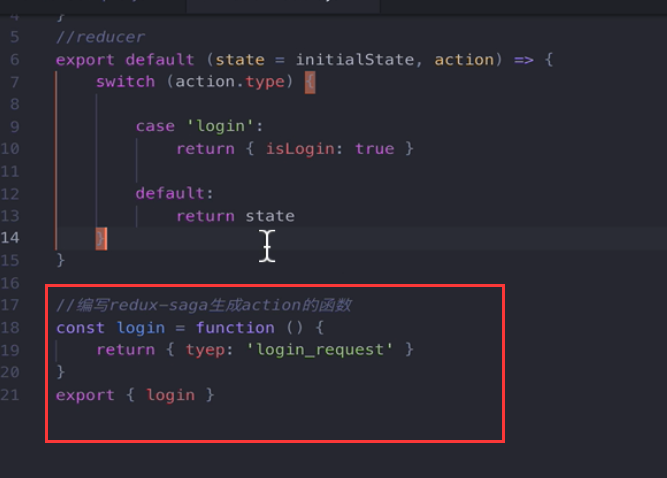 4 }
5 //reducer
6 export default (state = initialState, action) => {
7 switch (action.type) {
8
9 case 'login':
10 return { isLogin: true }
11
12 default:
13 return state
14 }
15 }
16
17 //编写redux-saga生成action的函数
18 const login = function () {
19 return { tyep: 'login_request' }
20 }
21 export { login }